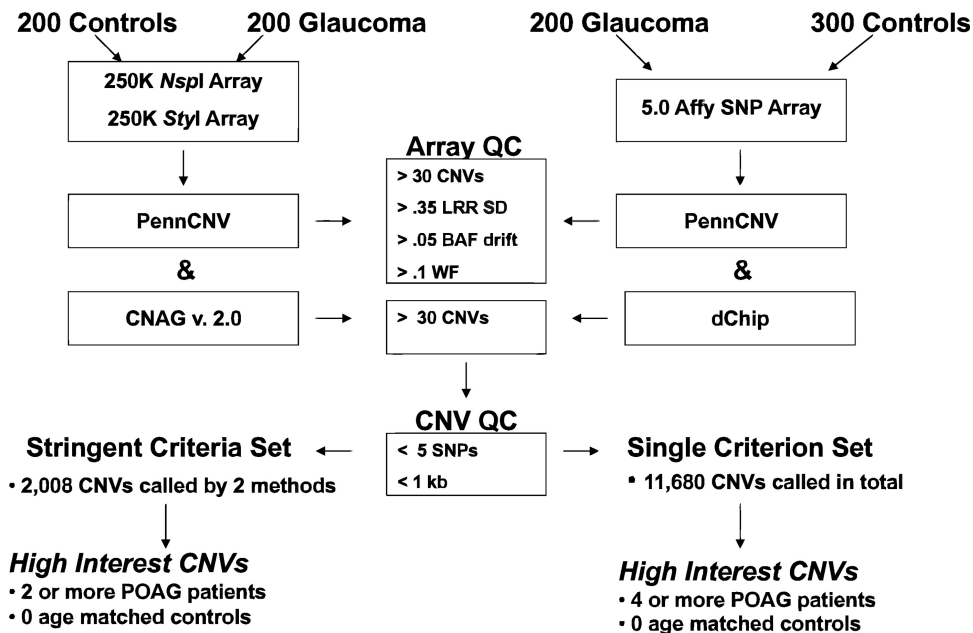 200 Controls
200 Glaucoma
200 Glaucoma
300 Controls
250K NspI Array
250K StyI Array
5.0 Affy SNP Array
Array QC
> 30 CNVs
> .35 LRR SD
> .05 BAF drift
> .1 WF
PennCNV
PennCNV
&
&
CNAG v. 2.0
> 30 CNVs
dChip
CNV QC
< 5 SNPs
< 1 kb
Stringent Criteria Set
• 2,008 CNVs called by 2 methods
Single Criterion Set
• 11,680 CNVs called in total
High Interest CNVs
• 2 or more POAG patients
• 0 age matched controls
High Interest CNVs
• 4 or more POAG patients
• 0 age matched controls